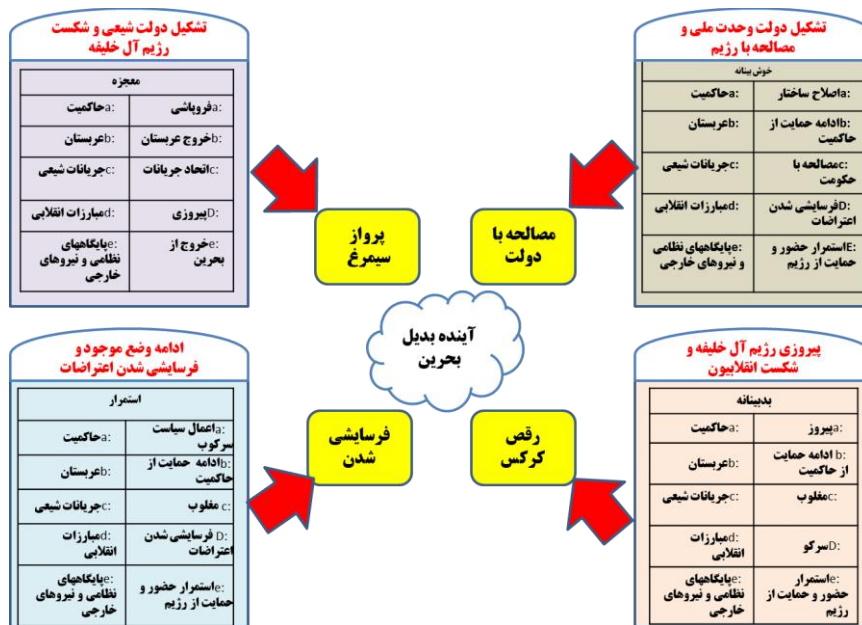 تشکیل دولت وحدت ملی و
مصالحه با رژیم
خوش بینانه
a:اصلاح ساختار
a:حاکمیت
b:ادامه حمایت از
حاکمیت
b:عربستان
c:مصالحه با
حکومت
c:جریانات شیعی
D:فرسایشی شدن
اعتراضات
d:مبارزات انقلابی
E:استمرار حضور و
حمایت از رژیم
e:پایگاههای نظامی
و نیروهای خارجی
تشکیل دولت شیعی و شکست
رژیم آل خلیفه
معجزه
a:فروپاشی
a:حاکمیت
b:خروج عربستان
b:عربستان
c:اتحاد جریانات
c:جریانات شیعی
D:پیروزی
d:مبارزات انقلابی
e:خروج از
بحرین
e:پایگاههای
نظامی و نیروهای
خارجی
مصالحه با
دولت
پرواز
سیمرغ
آینده بدیل
بحرین
رقص
کرکس
فرسایشی
شدن
پیروزی رژیم آل خلیفه و
شکست انقلابیون
بدبینانه
a:پیروز
a:حاکمیت
b: ادامه حمایت
از حاکمیت
b:عربستان
c:مغلوب
c:جریانات شیعی
D:سرکو
d:مبارزات
انقلابی
e:استمرار
حضور و حمایت از
رژیم
e:پایگاههای
نظامی و نیروهای
خارجی
ادامه وضع موجود و
فرسایشی شدن اعتراضات
استمرار
a:اعمال سیاست
سرکوب
a:حاکمیت
b:ادامه حمایت از
حاکمیت
b:عربستان
c: مغلوب
c:جریانات شیعی
D: فرسایشی شدن
اعتراضات
d:مبارزات
انقلابی
e:استمرار حضور و
حمایت از رژیم
e:پایگاههای
نظامی و نیروهای
خارجی